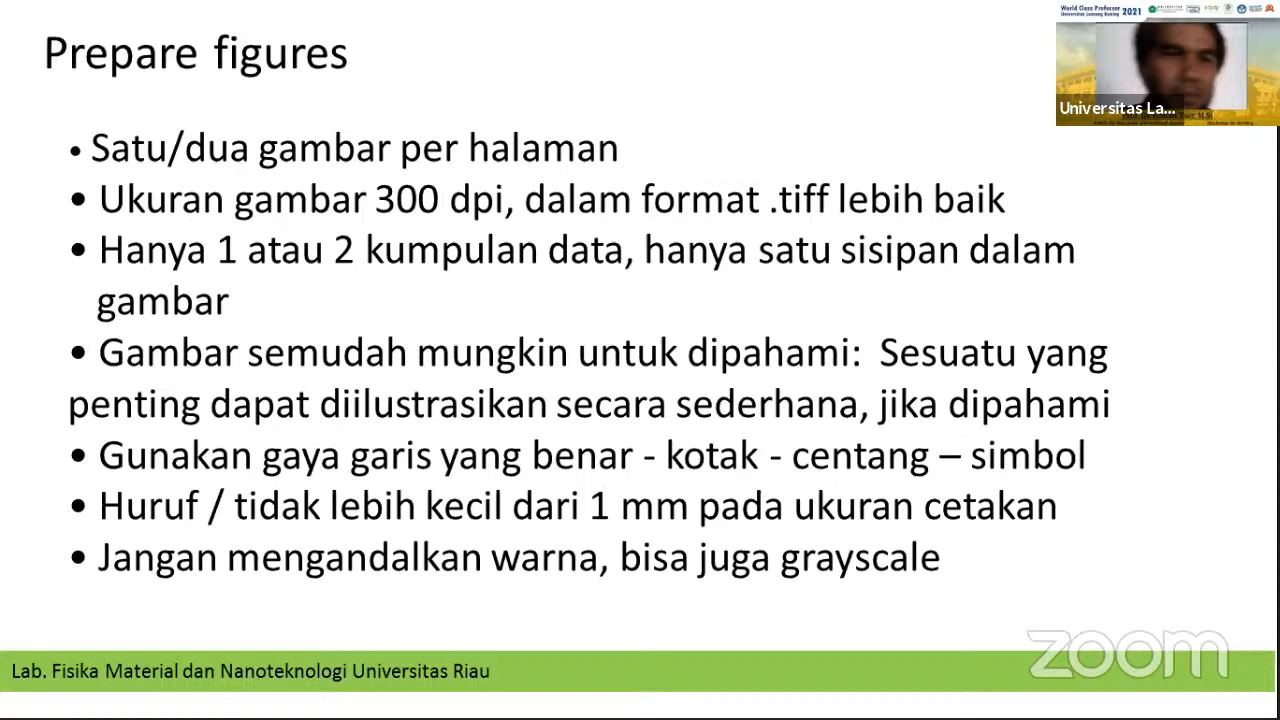 World Class Professor
Universitas Lancang Kuning 2021
Prepare figures
Universitas La...
• Satu/dua gambar per halaman
• Ukuran gambar 300 dpi, dalam format .tiff lebih baik
• Hanya 1 atau 2 kumpulan data, hanya satu sisipan dalam
gambar
• Gambar semudah mungkin untuk dipahami: Sesuatu yang
penting dapat diilustrasikan secara sederhana, jika dipahami
• Gunakan gaya garis yang benar - kotak - centang – simbol
• Huruf / tidak lebih kecil dari 1 mm pada ukuran cetakan
• Jangan mengandalkan warna, bisa juga grayscale
zoom
Lab. Fisika Material dan Nanoteknologi Universitas Riau